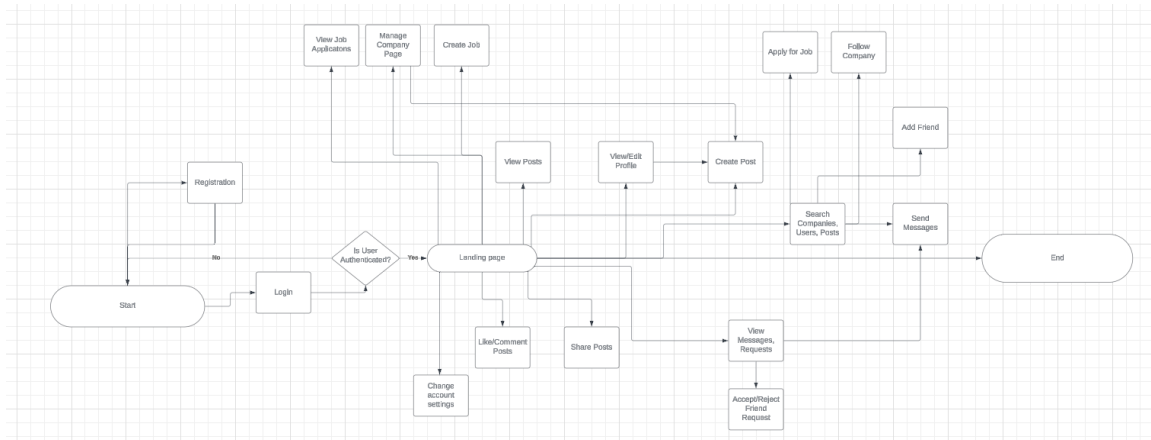 View Job
Applicatons
Manage
Company
Page
Create Job
Apply for Job
Follow
Company
Add Friend
View Posts
View/Edit
Profile
Create Post
Registration
Search
Companies,
Users, Posts
Send
Messages
Is User
Authenticated?
No
Yes
Landing page
End
Login
Start
View
Messages,
Requests
Like/Comment
Posts
Share Posts
Change
account
settings
Accept/Reject
Friend
Request